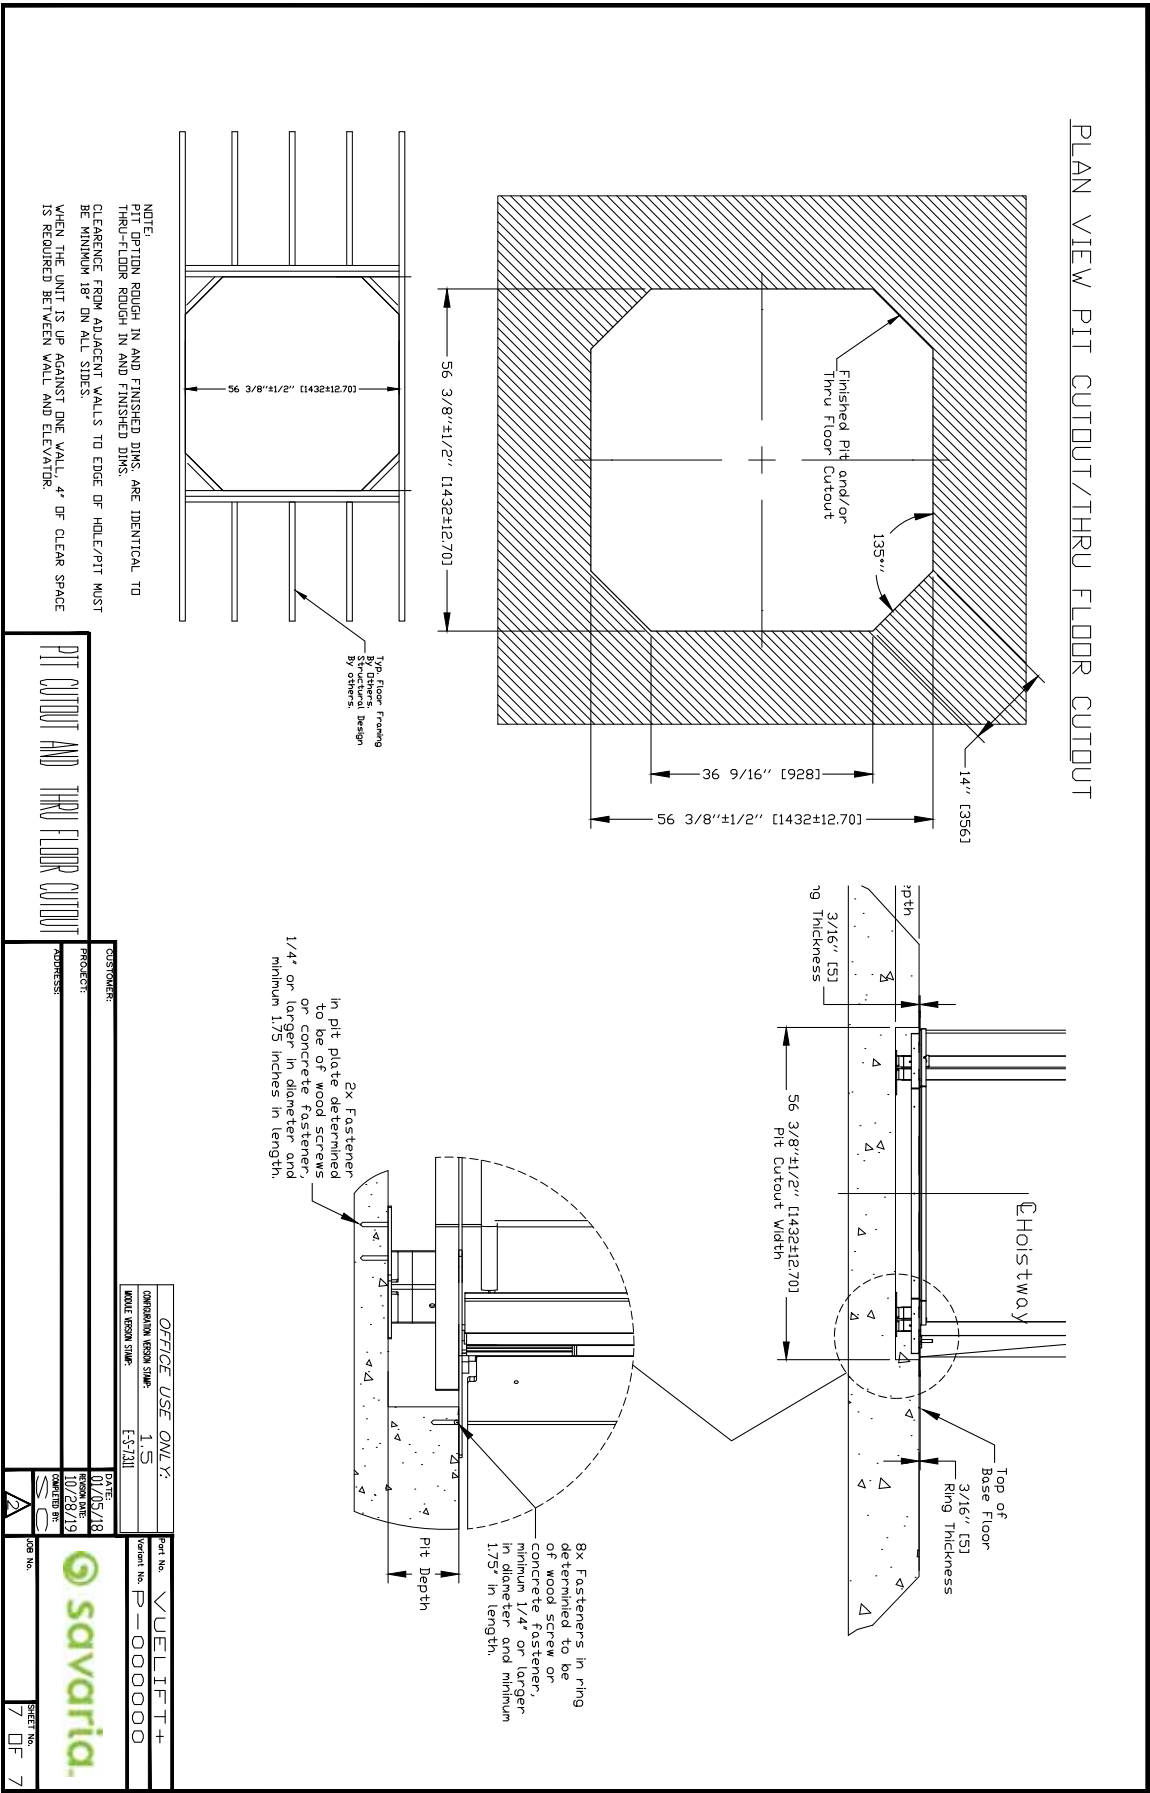 PLAN VIEW PIT CUTOUT/THRU FLOOR CUTOUT
Finished Pit and/or
Thru Floor Cutout
135°
14" [356]
36 9/16" [928]
56 3/8"±1/2" [1432±12.70]
56 3/8"±1/2" [1432±12.70]
56 3/8"±1/2" [1432±12.70]
Typ. Floor Framing
By Others.
Structural Design
By others.
NOTE:
PIT OPTION ROUGH IN AND FINISHED DIMS. ARE IDENTICAL TO
THRU-FLOOR ROUGH IN AND FINISHED DIMS.
CLEARENCE FROM ADJACENT WALLS TO EDGE OF HOLE/PIT MUST
BE MINIMUM 18" ON ALL SIDES.
WHEN THE UNIT IS UP AGAINST ONE WALL, 4" OF CLEAR SPACE
IS REQUIRED BETWEEN WALL AND ELEVATOR.
℄Hoistway
epth
3/16" [5]
ng Thickness
56 3/8"±1/2" [1432±12.70]
Pit Cutout Width
Top of
Base Floor
3/16" [5]
Ring Thickness
2x Fastener
in pit plate determined
to be of wood screws
or concrete fastener,
1/4" or larger in diameter and
minimum 1.75 inches in length.
8x Fasteners in ring
determinied to be
of wood screw or
concrete fastener,
minimum 1/4" or larger
in diameter and minimum
1.75" in length.
Pit Depth
PIT CUTOUT AND THRU FLOOR CUTOUT
CUSTOMER:
PROJECT:
ADDRESS:
OFFICE USE ONLY:
CONFIGURATION VERSION STAMP: 1.5
MODULE VERSION STAMP: E-S-7.3.1.1
DATE:
01/05/18
REVISION DATE:
10/28/19
COMPLETED BY:
SC
2
Part No. VUELIFT+
Variant No. P-000000
savaria.
JOB No.
SHEET No.
7 OF 7